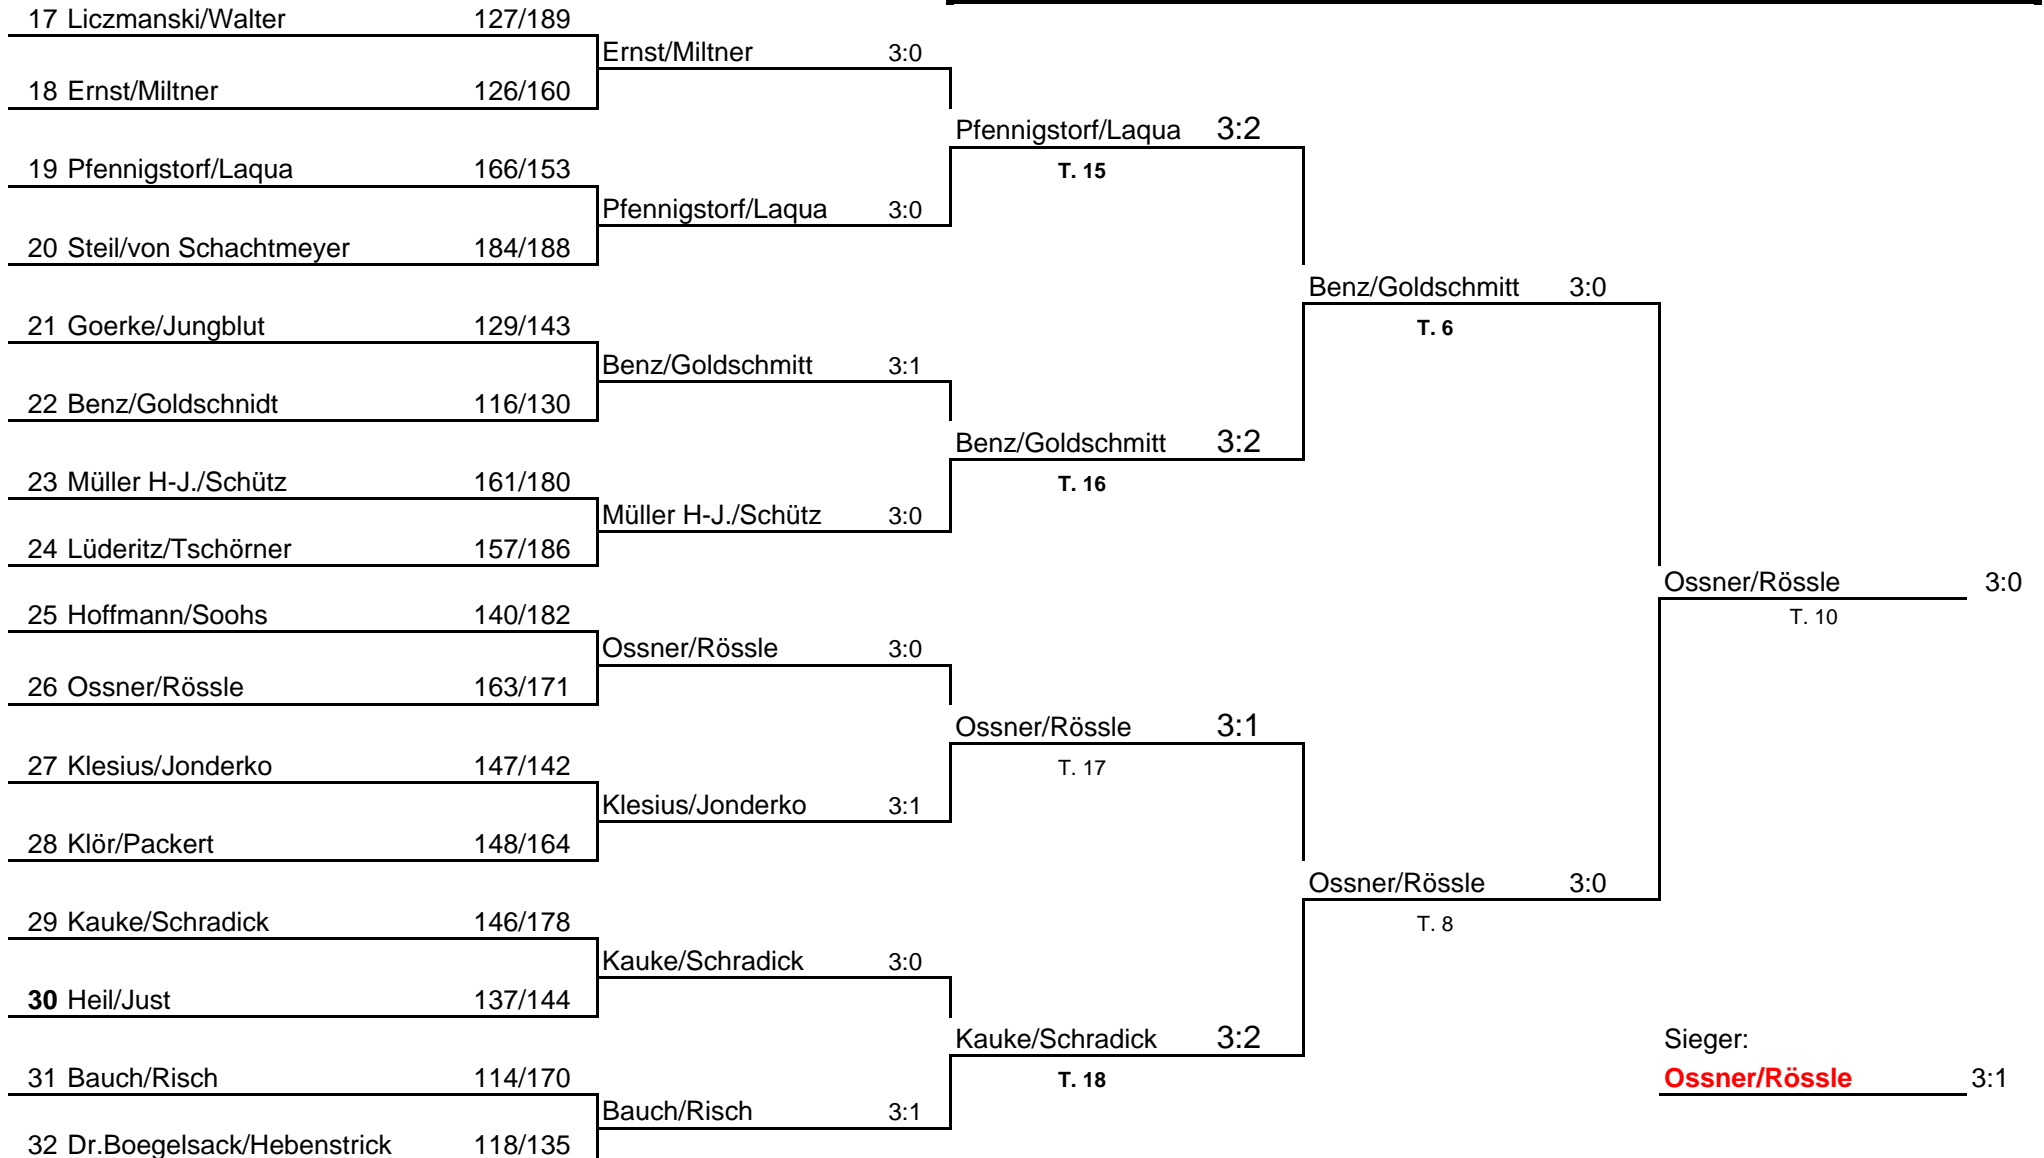 17 Liczmanski/Walter 127/189
Ernst/Miltner 3:0
18 Ernst/Miltner 126/160
Pfennigstorf/Laqua 3:2
19 Pfennigstorf/Laqua 166/153 T. 15
Pfennigstorf/Laqua 3:0
20 Steil/von Schachtmeyer 184/188
Benz/Goldschmitt 3:0
21 Goerke/Jungblut 129/143 T. 6
Benz/Goldschmitt 3:1
22 Benz/Goldschnidt 116/130
Benz/Goldschmitt 3:2
23 Müller H-J./Schütz 161/180 T. 16
Müller H-J./Schütz 3:0
24 Lüderitz/Tschörner 157/186
Ossner/Rössle 3:0
25 Hoffmann/Soohs 140/182 T. 10
Ossner/Rössle 3:0
26 Ossner/Rössle 163/171
Ossner/Rössle 3:1
27 Klesius/Jonderko 147/142 T. 17
Klesius/Jonderko 3:1
28 Klör/Packert 148/164
Ossner/Rössle 3:0
29 Kauke/Schradick 146/178 T. 8
Kauke/Schradick 3:0
30 Heil/Just 137/144
Kauke/Schradick 3:2 Sieger:
31 Bauch/Risch 114/170 T. 18 Ossner/Rössle 3:1
Bauch/Risch 3:1
32 Dr.Boegelsack/Hebenstrick 118/135